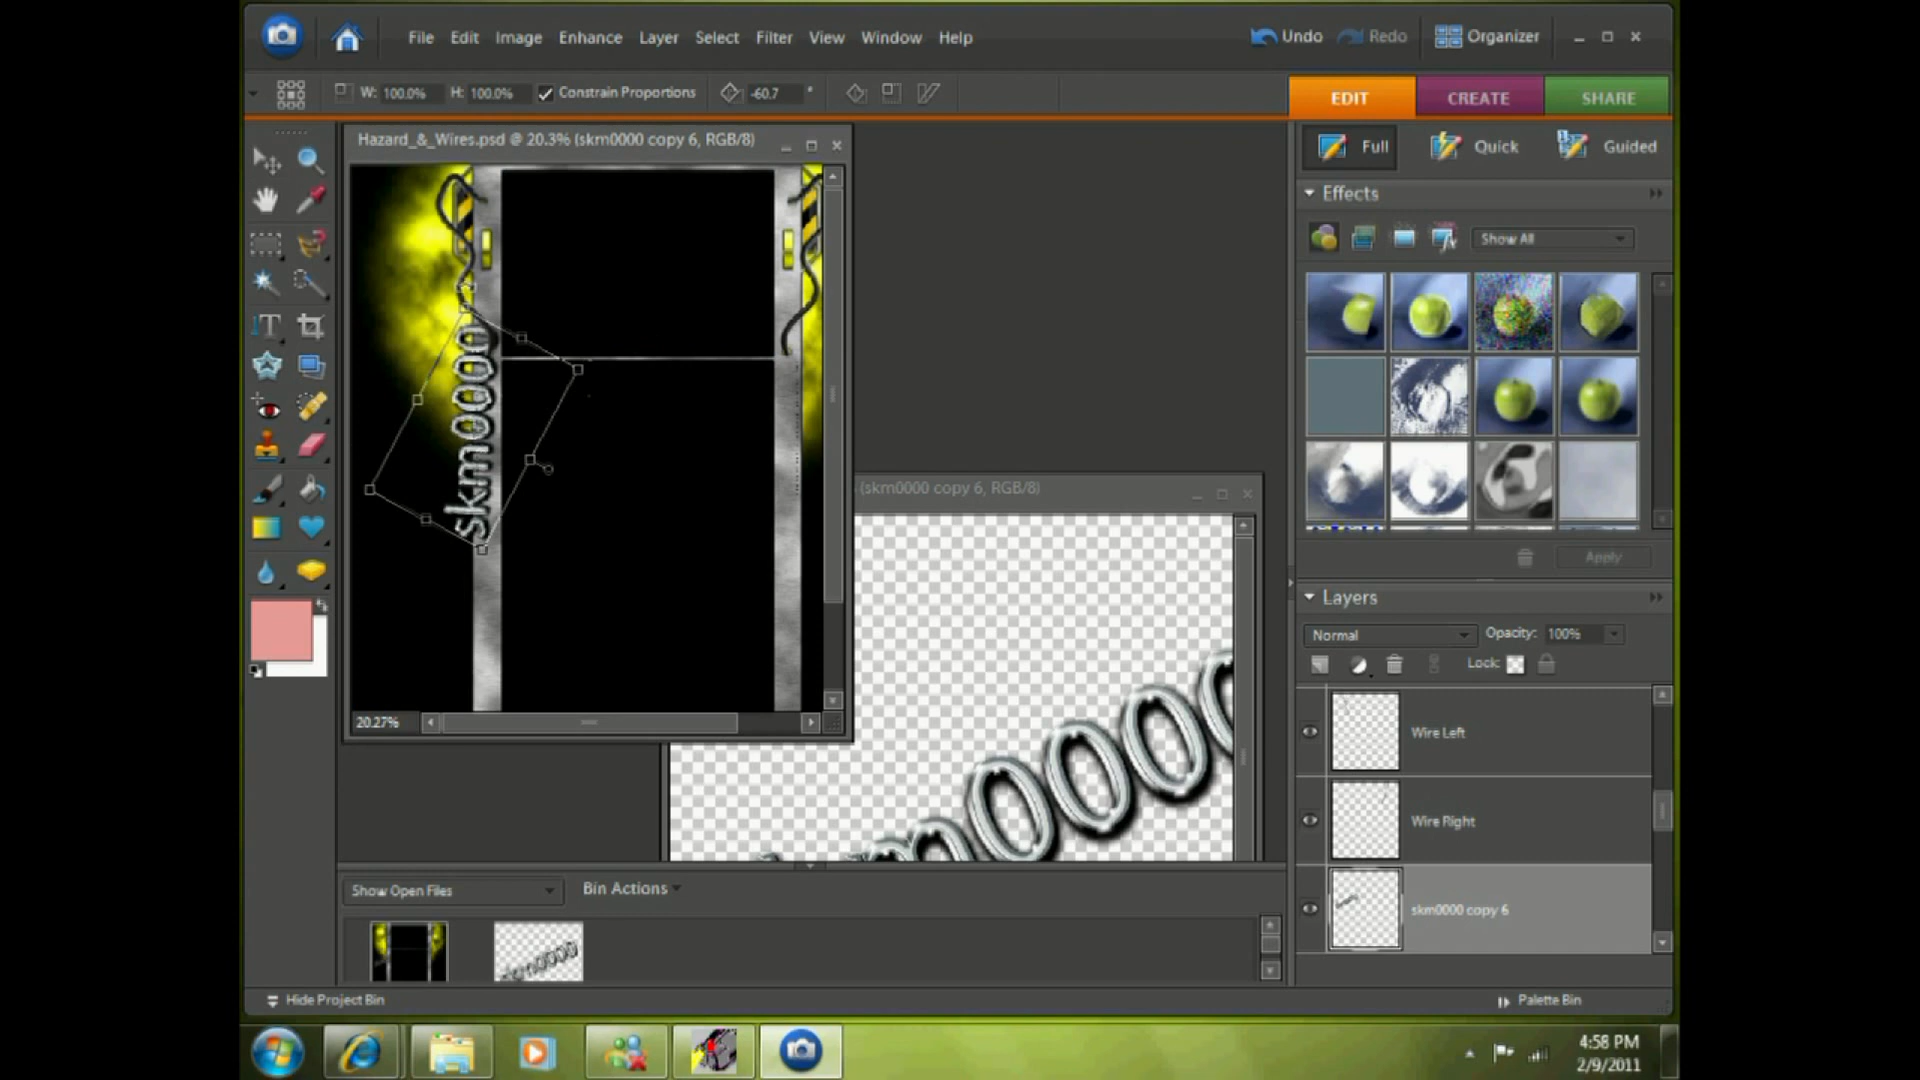 File Edit Image Enhance Layer Select Filter View Window Help Undo Redo Organizer
W: 100.0% H: 100.0% Constrain Proportions -60.7 °
EDIT CREATE SHARE
Hazard_&_Wires.psd @ 20.3% (skm0000 copy 6, RGB/8)
Full Quick Guided
Effects
Show All
skm0000
(skm0000 copy 6, RGB/8)
Apply
Layers
Normal Opacity: 100%
Lock:
20.27%
Wire Left
Wire Right
skm0000 copy 6
skm0000
Show Open Files Bin Actions
skm0000
Hide Project Bin Palette Bin
4:58 PM
2/9/2011